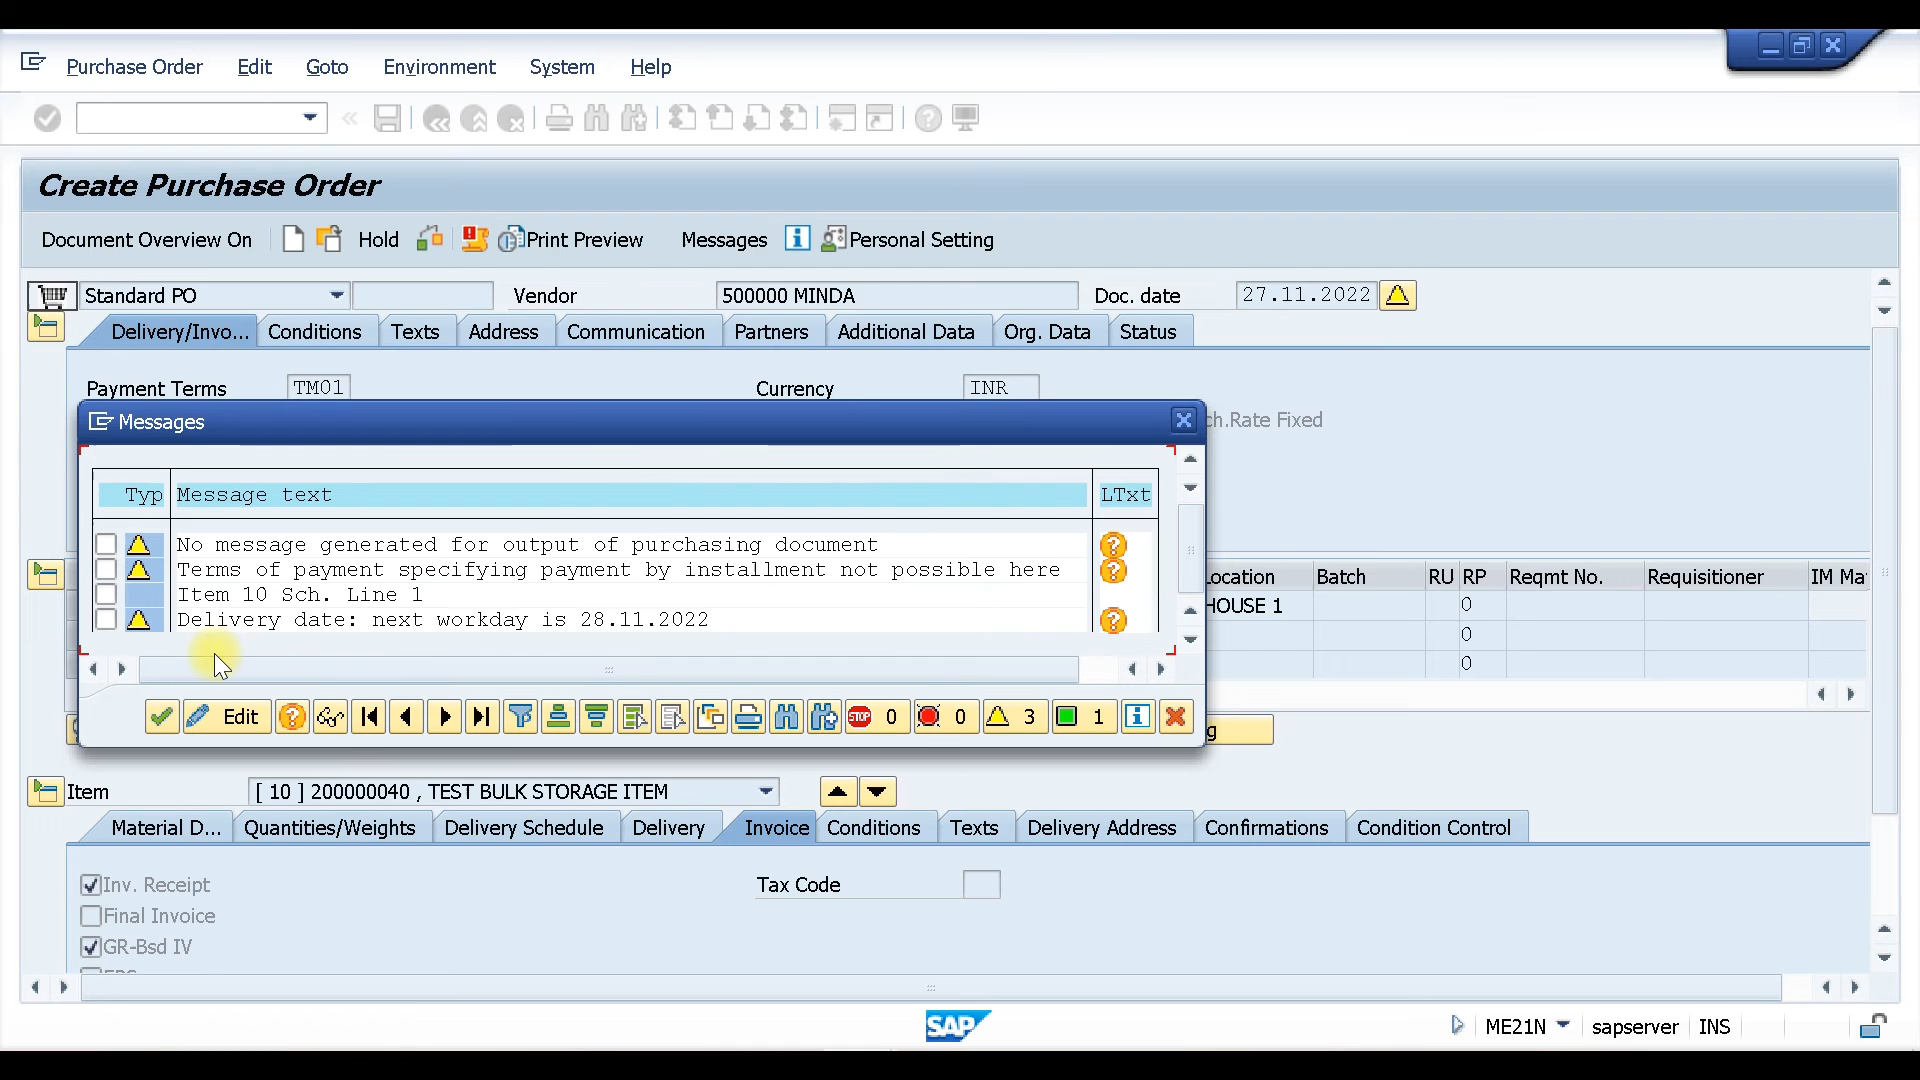 Purchase Order Edit Goto Environment System Help
Create Purchase Order
Document Overview On Hold Print Preview Messages Personal Setting
Standard PO Vendor 500000 MINDA Doc. date 27.11.2022
Delivery/Invo... Conditions Texts Address Communication Partners Additional Data Org. Data Status
Payment Terms TM01 Currency INR
ch.Rate Fixed
Messages
Typ Message text LTxt
No message generated for output of purchasing document
Terms of payment specifying payment by installment not possible here
Item 10 Sch. Line 1
Delivery date: next workday is 28.11.2022
Edit STOP 0 0 3 1
Location Batch RU RP Reqmt No. Requisitioner IM Ma
HOUSE 1 0
0
0
g
Item [ 10 ] 200000040 , TEST BULK STORAGE ITEM
Material D... Quantities/Weights Delivery Schedule Delivery Invoice Conditions Texts Delivery Address Confirmations Condition Control
Inv. Receipt Tax Code
Final Invoice
GR-Bsd IV
SAP ME21N sapserver INS